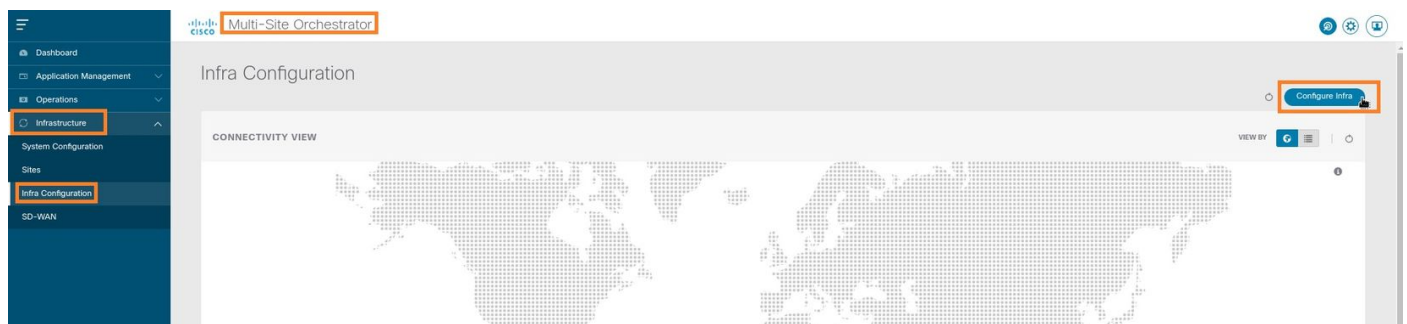 CISCO
Multi-Site Orchestrator
Dashboard
Application Management
Operations
Infrastructure
System Configuration
Sites
Infra Configuration
SD-WAN
Infra Configuration
Configure Infra
CONNECTIVITY VIEW
VIEW BY